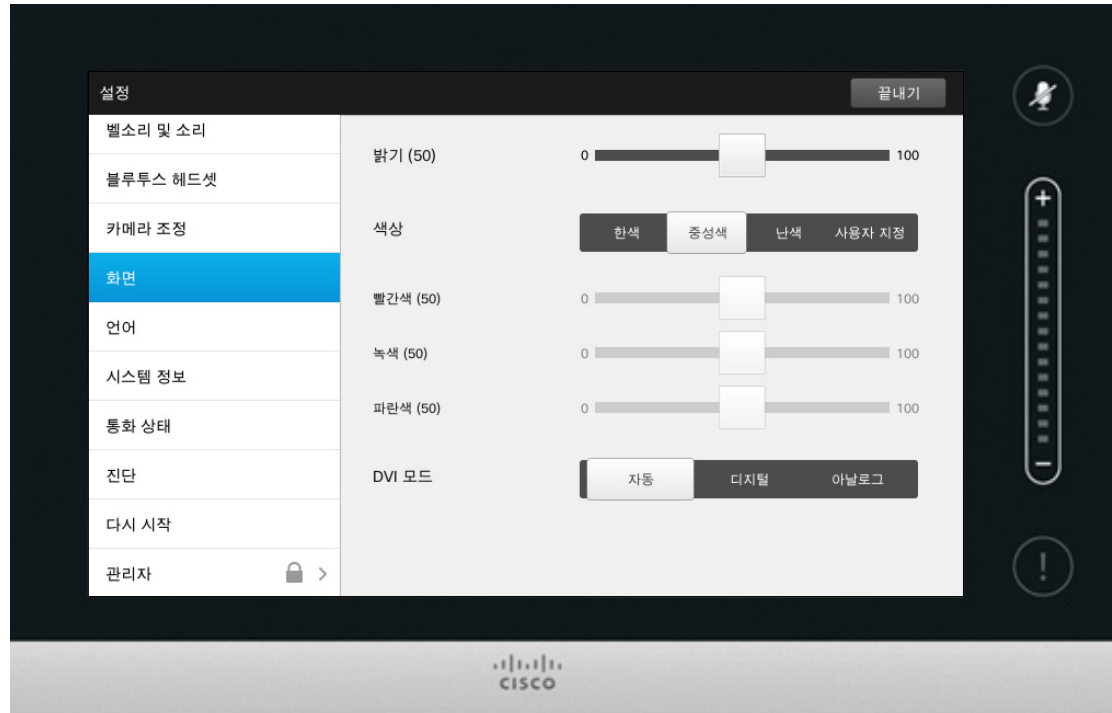 설정
끝내기
벨소리 및 소리
블루투스 헤드셋
카메라 조정
화면
언어
시스템 정보
통화 상태
진단
다시 시작
관리자
밝기 (50) 0 100
색상 한색 중성색 난색 사용자 지정
빨간색 (50) 0 100
녹색 (50) 0 100
파란색 (50) 0 100
DVI 모드 자동 디지털 아날로그
+
−
!
CISCO